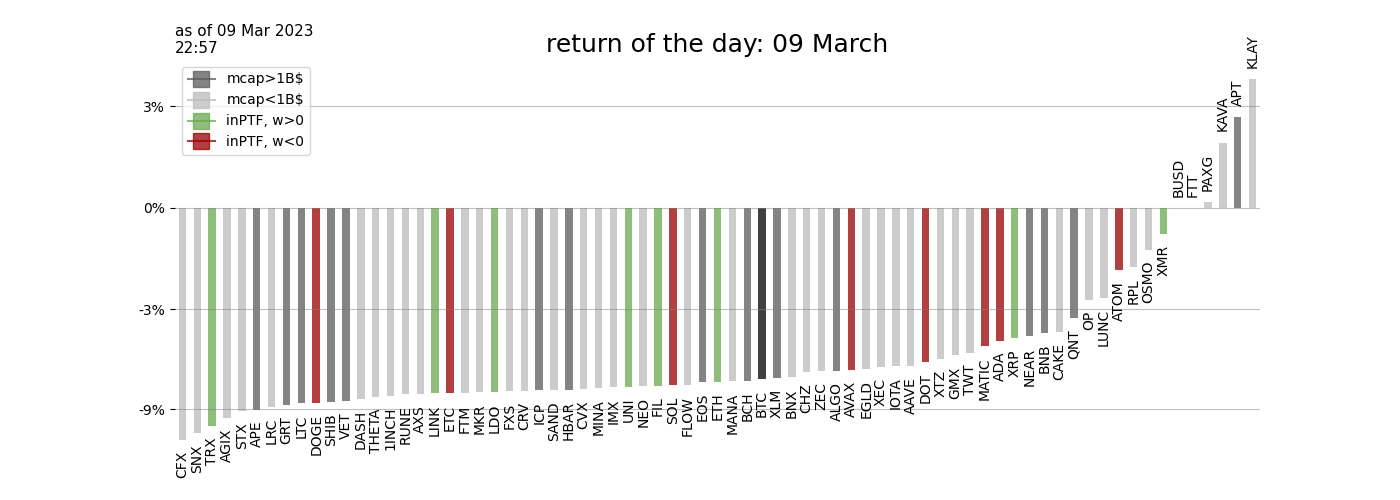 as of 09 Mar 2023
22:57
return of the day: 09 March
mcap>1B$
mcap<1B$
inPTF, w>0
inPTF, w<0
3%
0%
-3%
-9%
CFX
SNX
TRX
AGIX
STX
APE
LRC
GRT
LTC
DOGE
SHIB
VET
DASH
THETA
1INCH
RUNE
AXS
LINK
ETC
FTM
MKR
LDO
FXS
CRV
ICP
SAND
HBAR
CVX
MINA
IMX
UNI
NEO
FIL
SOL
FLOW
EOS
ETH
MANA
BCH
BTC
XLM
BNX
CHZ
ZEC
ALGO
AVAX
EGLD
XEC
IOTA
AAVE
DOT
XTZ
GMX
TWT
MATIC
ADA
XRP
NEAR
BNB
CAKE
QNT
OP
LUNC
ATOM
RPL
OSMO
XMR
BUSD
FTT
PAXG
KAVA
APT
KLAY